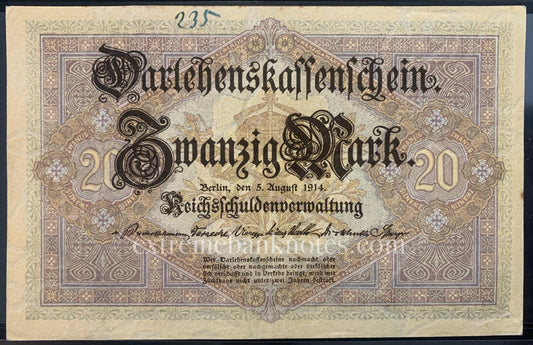 235
Darlehenskassenschein.
Zwanzig Mark.
20 20
Berlin, den 5. August 1914.
Reichsschuldenverwaltung
extremebanknotes.com
Wer Darlehenskassenscheine nachmacht oder
verfälscht oder nachgemachte oder verfälschte
sich verschafft und in Verkehr bringt, wird mit
Zuchthaus nicht unter zwei Jahren bestraft.